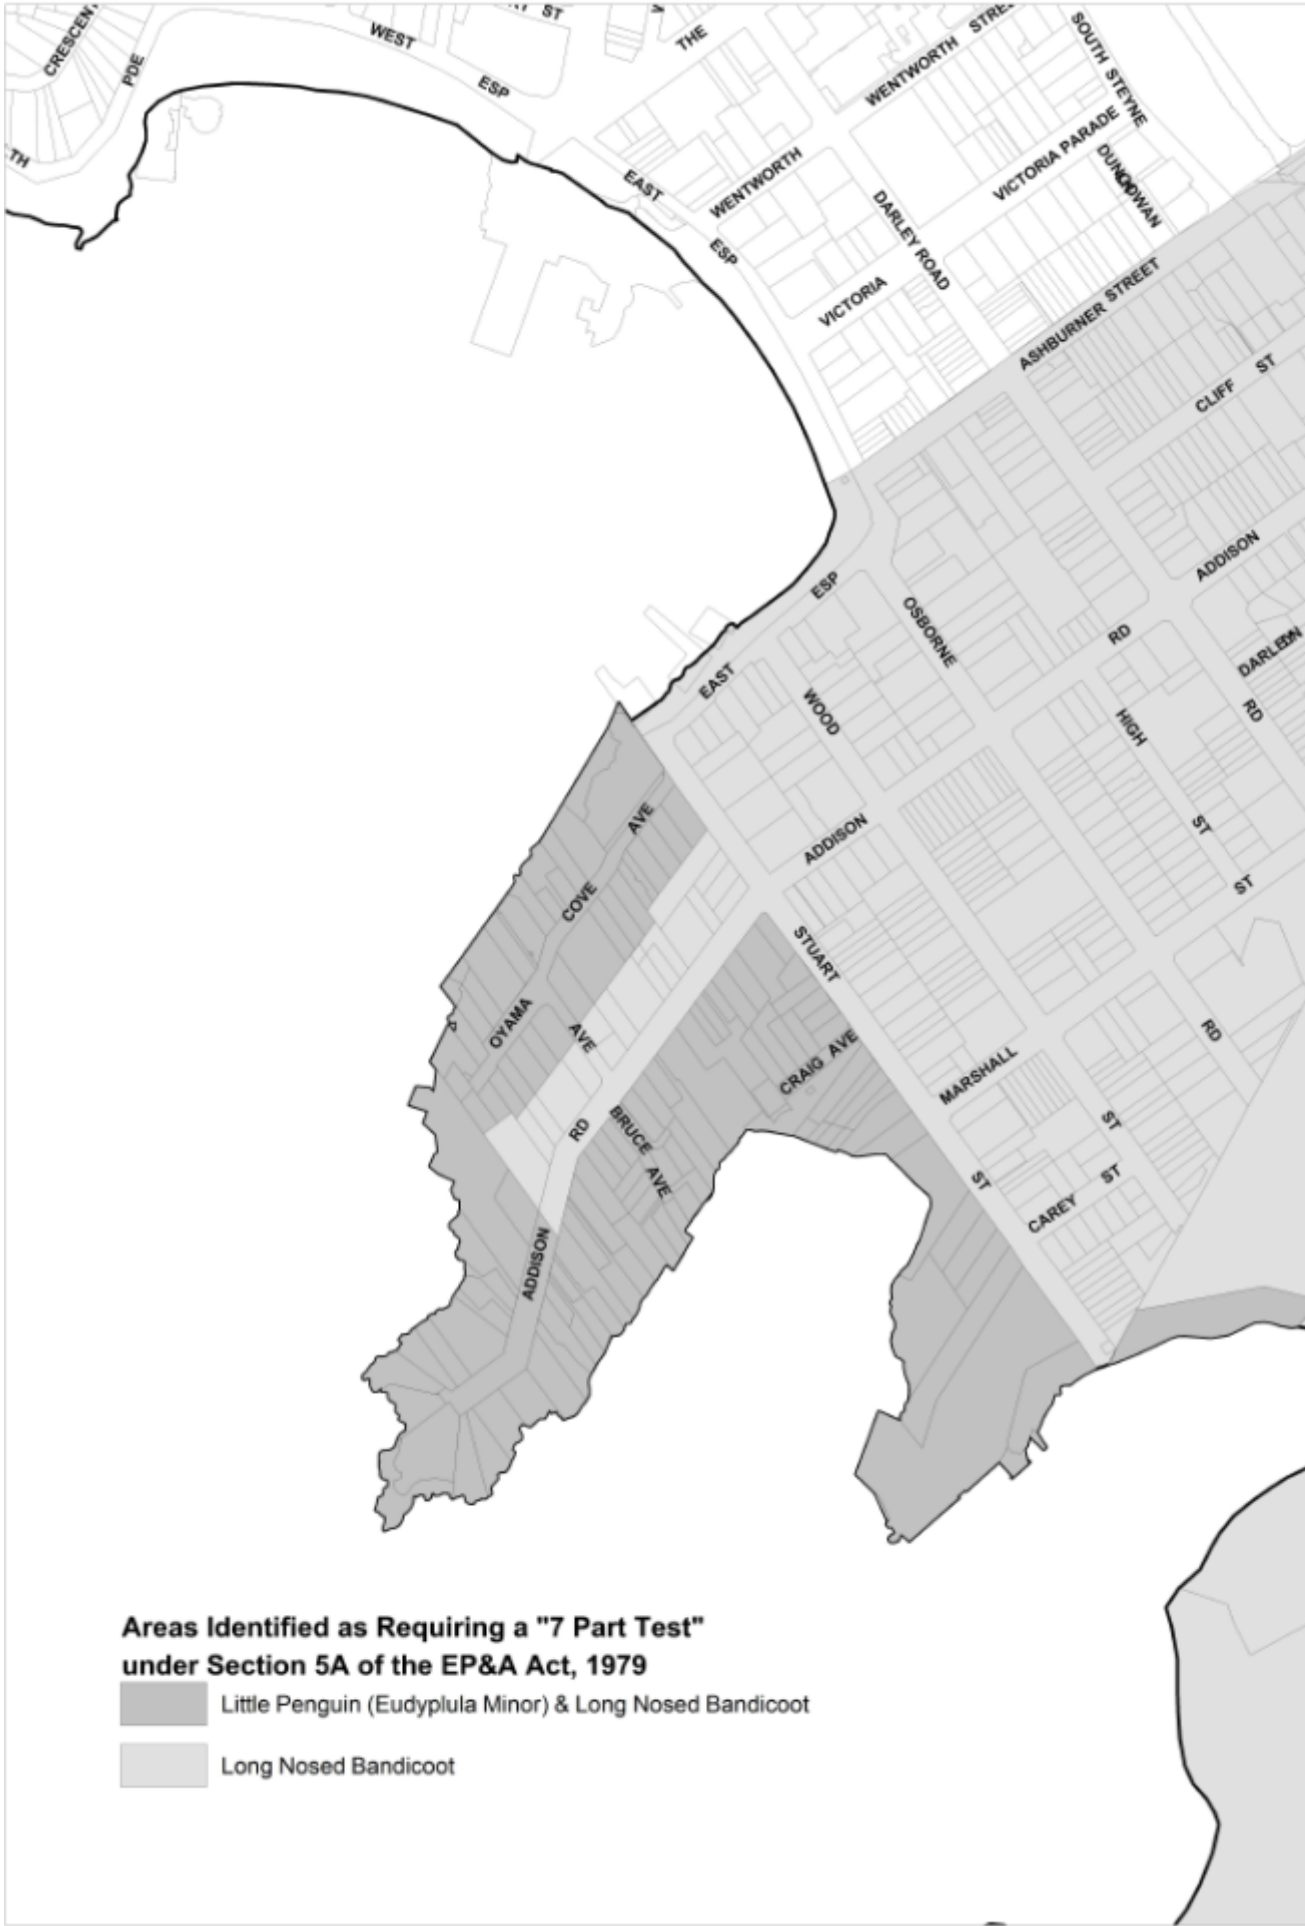 ST
CRESCENT
WEST
THE
STREET
SOUTH STEYNE
PDE
ESP
WENTWORTH
TH
VICTORIA PARADE
EAST
WENTWORTH
DARLEY ROAD
ESP
VICTORIA
ASHBURNER STREET
CLIFF ST
ADDISON
ESP
OSBORNE
RD
EAST
WOOD
HIGH
RD
AVE
ADDISON
ST
COVE
ST
STUART
OYAMA
AVE
RD
CRAIG AVE
MARSHALL
BRUCE AVE
RD
ST
ST
ST
CAREY
ADDISON
Areas Identified as Requiring a "7 Part Test"
under Section 5A of the EP&A Act, 1979
Little Penguin (Eudyplula Minor) & Long Nosed Bandicoot
Long Nosed Bandicoot